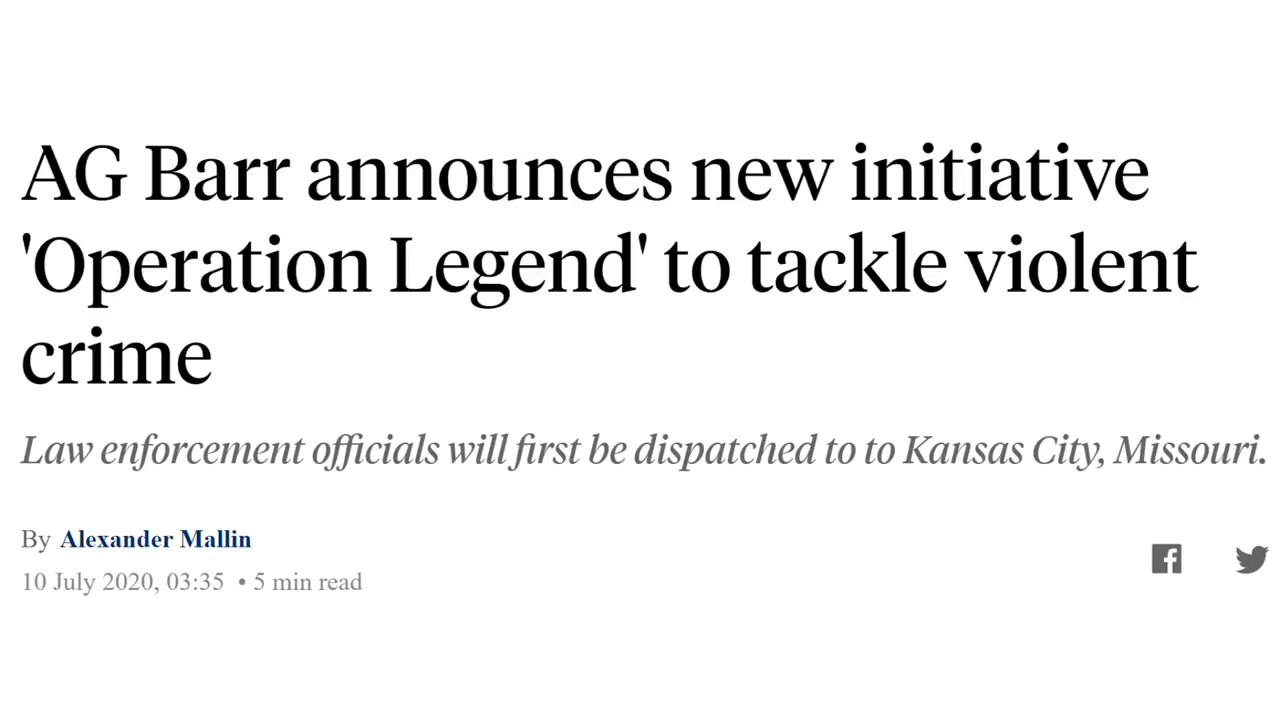 AG Barr announces new initiative
'Operation Legend' to tackle violent
crime
Law enforcement officials will first be dispatched to to Kansas City, Missouri.
By Alexander Mallin
10 July 2020, 03:35 • 5 min read